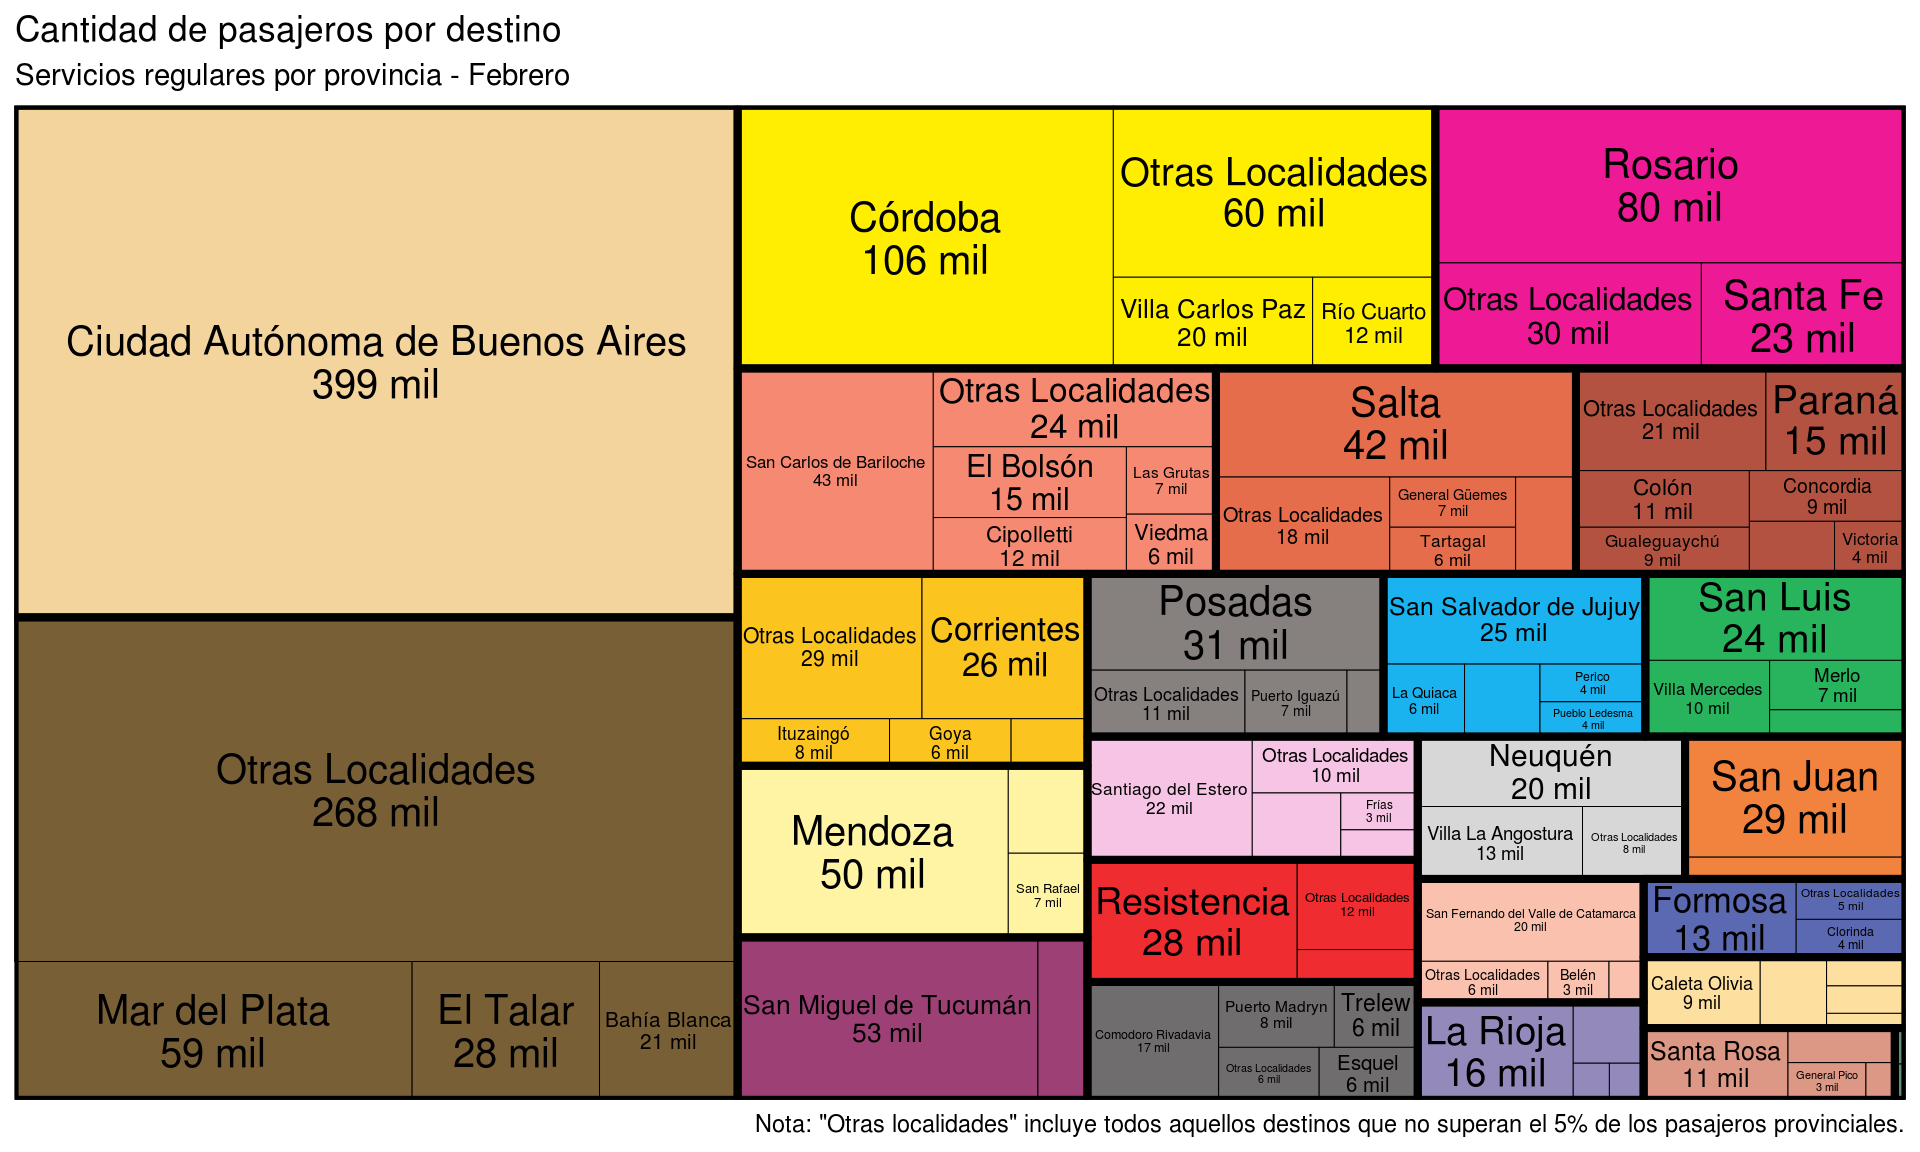 Cantidad de pasajeros por destino
Servicios regulares por provincia - Febrero
Ciudad Autónoma de Buenos Aires
399 mil
Otras Localidades
268 mil
Mar del Plata
59 mil
El Talar
28 mil
Bahía Blanca
21 mil
Córdoba
106 mil
Otras Localidades
60 mil
Villa Carlos Paz
20 mil
Río Cuarto
12 mil
Rosario
80 mil
Otras Localidades
30 mil
Santa Fe
23 mil
San Carlos de Bariloche
43 mil
Otras Localidades
24 mil
El Bolsón
15 mil
Cipolletti
12 mil
Las Grutas
7 mil
Viedma
6 mil
Salta
42 mil
Otras Localidades
18 mil
General Güemes
7 mil
Tartagal
6 mil
Otras Localidades
21 mil
Paraná
15 mil
Colón
11 mil
Gualeguaychú
9 mil
Concordia
9 mil
Victoria
4 mil
Otras Localidades
29 mil
Corrientes
26 mil
Ituzaingó
8 mil
Goya
6 mil
Mendoza
50 mil
San Rafael
7 mil
San Miguel de Tucumán
53 mil
Posadas
31 mil
Otras Localidades
11 mil
Puerto Iguazú
7 mil
San Salvador de Jujuy
25 mil
La Quiaca
6 mil
Perico
4 mil
Pueblo Ledesma
4 mil
San Luis
24 mil
Villa Mercedes
10 mil
Merlo
7 mil
Santiago del Estero
22 mil
Otras Localidades
10 mil
Frías
3 mil
Neuquén
20 mil
Villa La Angostura
13 mil
Otras Localidades
8 mil
San Juan
29 mil
Resistencia
28 mil
Otras Localidades
12 mil
Comodoro Rivadavia
17 mil
Puerto Madryn
8 mil
Trelew
6 mil
Otras Localidades
6 mil
Esquel
6 mil
San Fernando del Valle de Catamarca
20 mil
Otras Localidades
6 mil
Belén
3 mil
La Rioja
16 mil
Formosa
13 mil
Otras Localidades
5 mil
Clorinda
4 mil
Caleta Olivia
9 mil
Santa Rosa
11 mil
General Pico
3 mil
Nota: "Otras localidades" incluye todos aquellos destinos que no superan el 5% de los pasajeros provinciales.